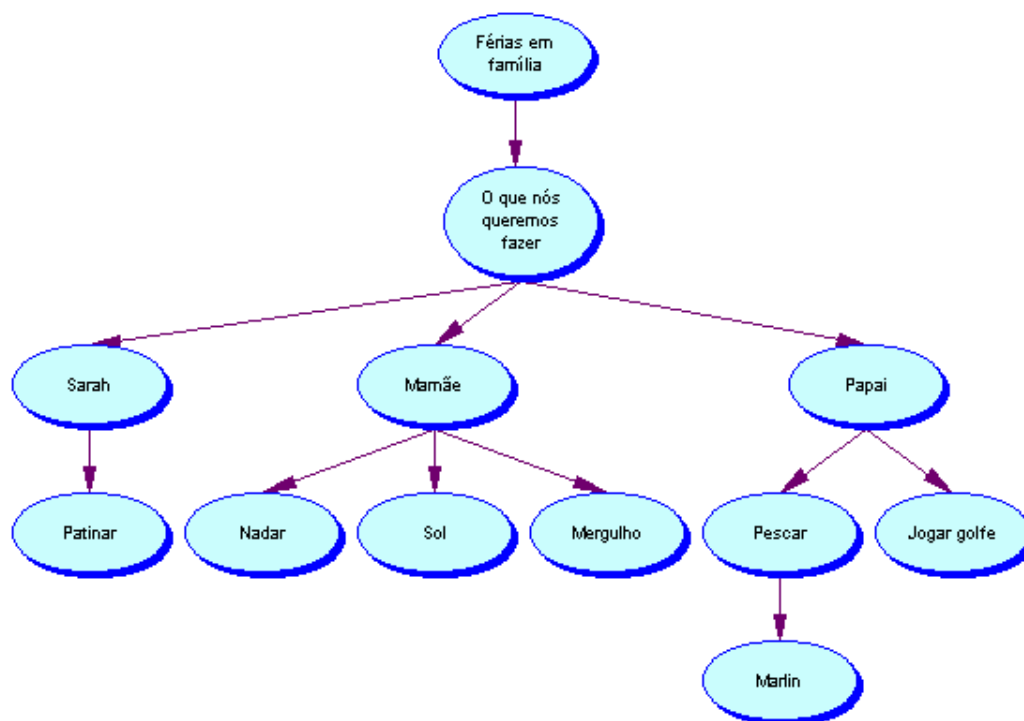 Férias em
família
O que nós
queremos
fazer
Sarah
Mamãe
Papai
Patinar
Nadar
Sol
Mergulho
Pescar
Jogar golfe
Marlin